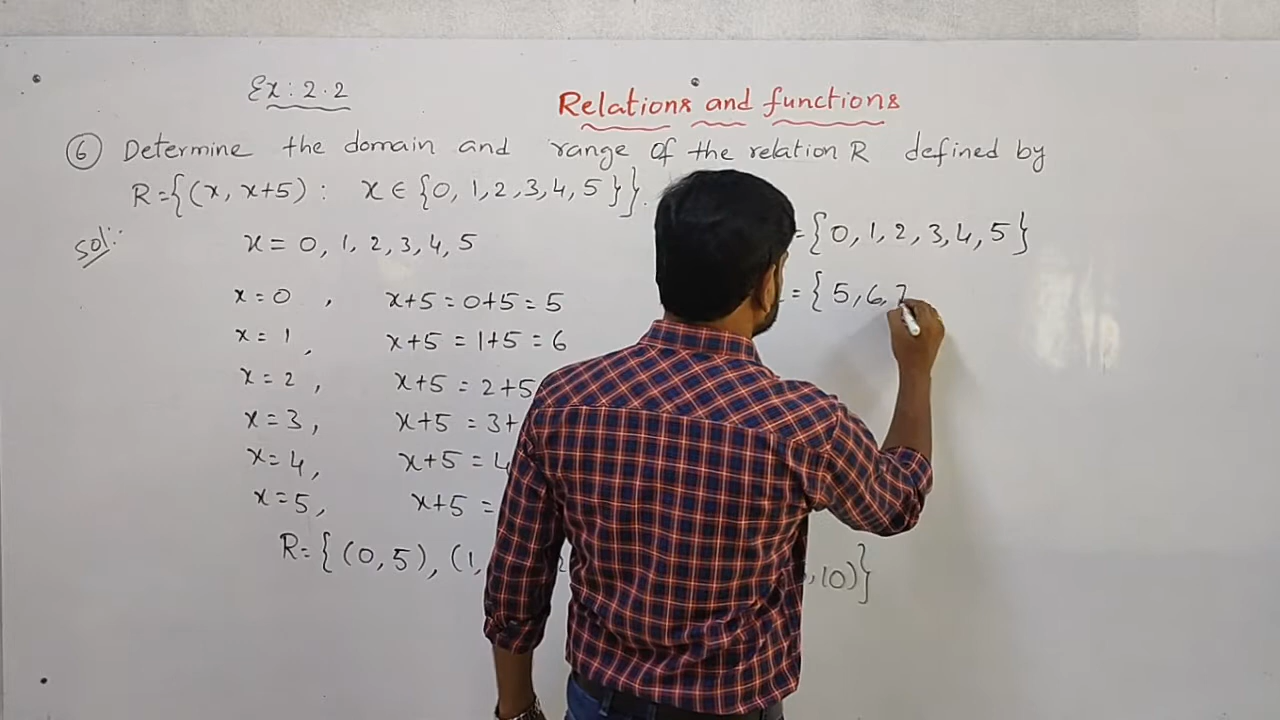 Ex: 2.2
Relations and functions
6 Determine the domain and range of the relation R defined by
R={(x, x+5): x ∈ {0, 1, 2, 3, 4, 5}}.
Sol:
x = 0, 1, 2, 3, 4, 5
={0, 1, 2, 3, 4, 5}
x=0 , x+5 = 0+5 = 5
= { 5, 6, 7
x = 1 , x+5 = 1+5 = 6
x = 2 , x+5 = 2+5
x = 3 , x+5 = 3+
x=4 , x+5 = 4
x=5 , x+5 =
R={(0,5), (1, ,10)}